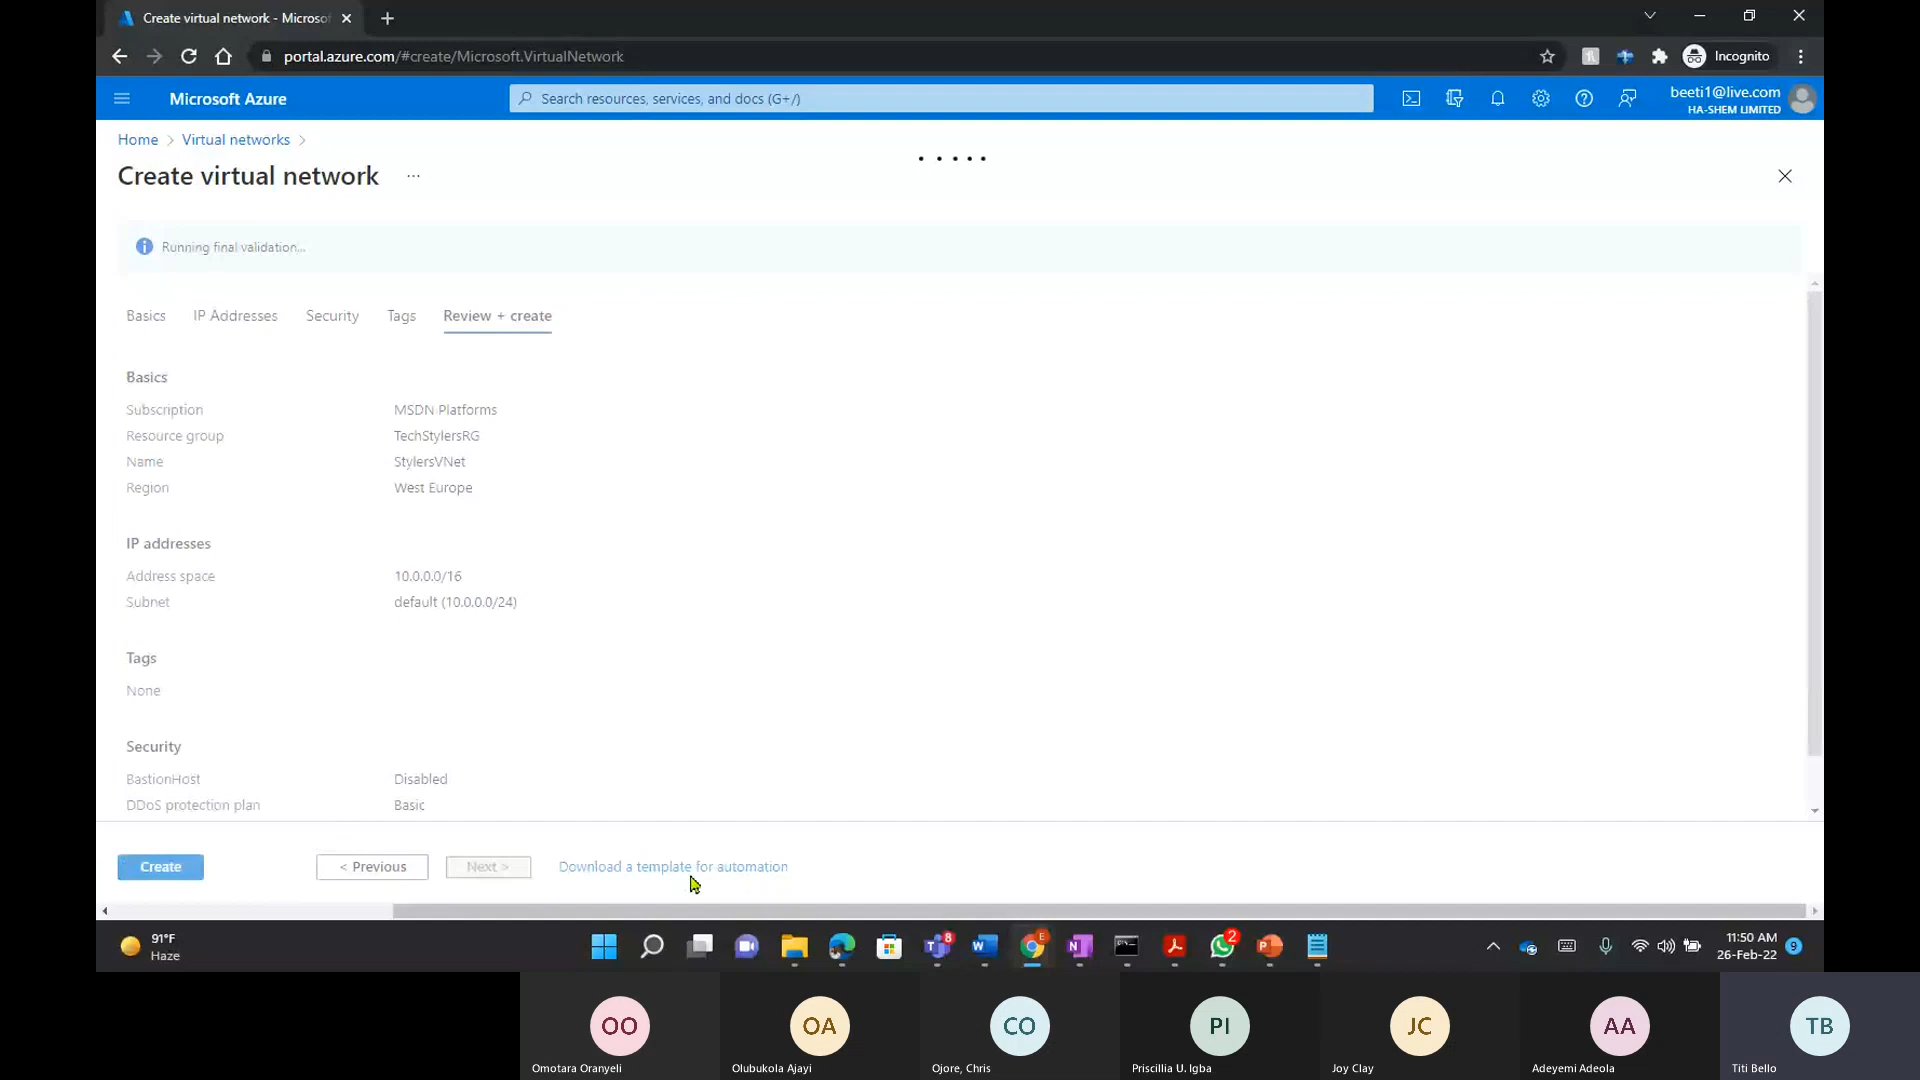 Create virtual network - Microso
portal.azure.com/#create/Microsoft.VirtualNetwork
Incognito
Microsoft Azure
Search resources, services, and docs (G+/)
beeti1@live.com
HA-SHEM LIMITED
Home > Virtual networks >
Create virtual network ...
Running final validation...
Basics IP Addresses Security Tags Review + create
Basics
Subscription MSDN Platforms
Resource group TechStylersRG
Name StylersVNet
Region West Europe
IP addresses
Address space 10.0.0.0/16
Subnet default (10.0.0.0/24)
Tags
None
Security
BastionHost Disabled
DDoS protection plan Basic
Create < Previous Next > Download a template for automation
91°F
Haze
8
E
2
11:50 AM
26-Feb-22
9
OO OA CO PI JC AA TB
Omotara Oranyeli Olubukola Ajayi Ojore, Chris Priscillia U. Igba Joy Clay Adeyemi Adeola Titi Bello